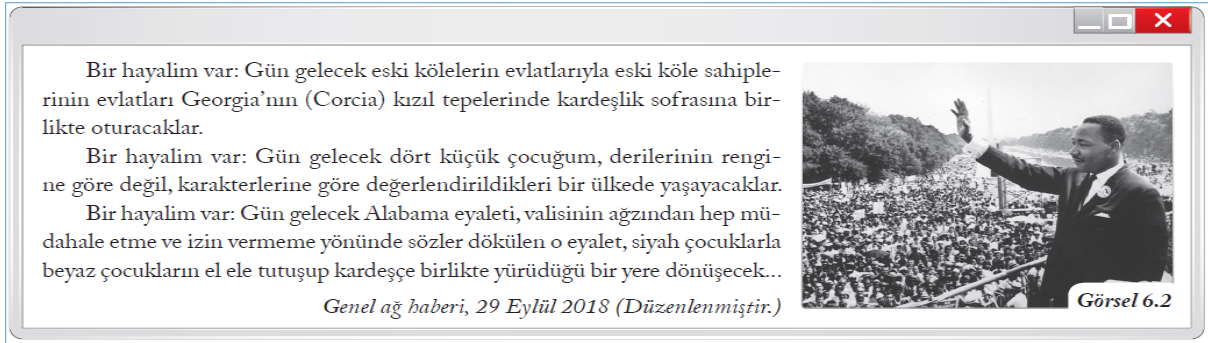 Bir hayalim var: Gün gelecek eski kölelerin evlatlarıyla eski köle sahiple-
rinin evlatları Georgia’nın (Corcia) kızıl tepelerinde kardeşlik sofrasına bir-
likte oturacaklar.
Bir hayalim var: Gün gelecek dört küçük çocuğum, derilerinin rengi-
ne göre değil, karakterlerine göre değerlendirildikleri bir ülkede yaşayacaklar.
Bir hayalim var: Gün gelecek Alabama eyaleti, valisinin ağzından hep mü-
dahale etme ve izin vermeme yönünde sözler dökülen o eyalet, siyah çocuklarla
beyaz çocukların el ele tutuşup kardeşçe birlikte yürüdüğü bir yere dönüşecek...
Genel ağ haberi, 29 Eylül 2018 (Düzenlenmiştir.)
Görsel 6.2